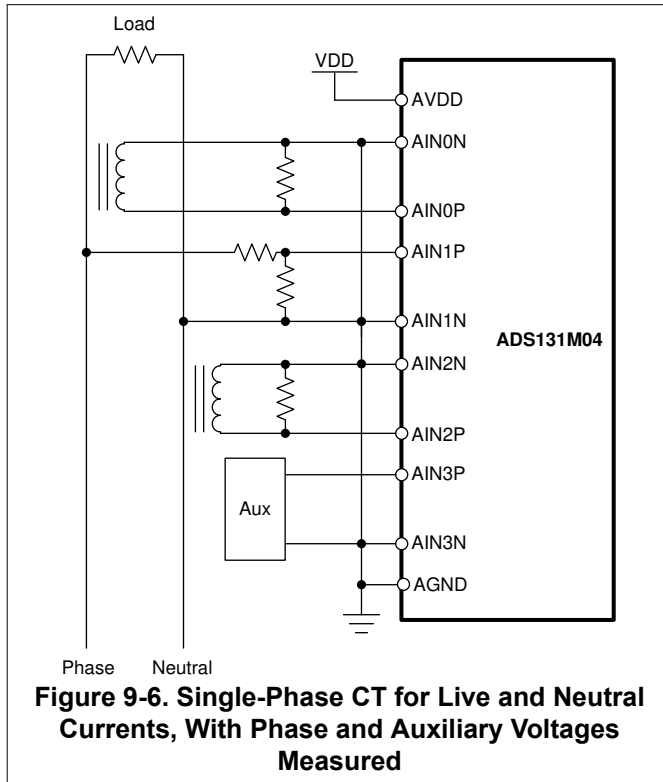 Load
VDD
AVDD
AIN0N
AIN0P
AIN1P
AIN1N
ADS131M04
AIN2N
AIN2P
AIN3P
Aux
AIN3N
AGND
Phase Neutral
Figure 9-6. Single-Phase CT for Live and Neutral
Currents, With Phase and Auxiliary Voltages
Measured